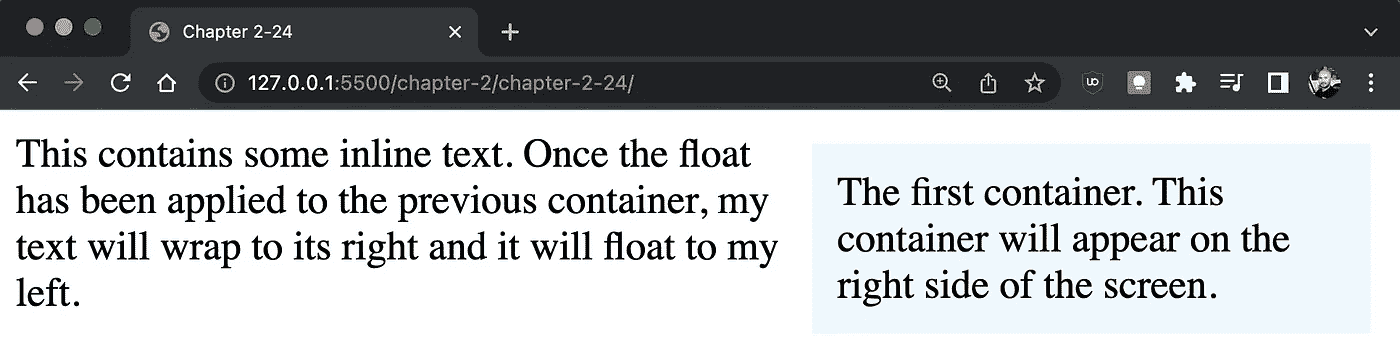 Chapter 2-24
127.0.0.1:5500/chapter-2/chapter-2-24/
This contains some inline text. Once the float
has been applied to the previous container, my
text will wrap to its right and it will float to my
left.
The first container. This
container will appear on the
right side of the screen.